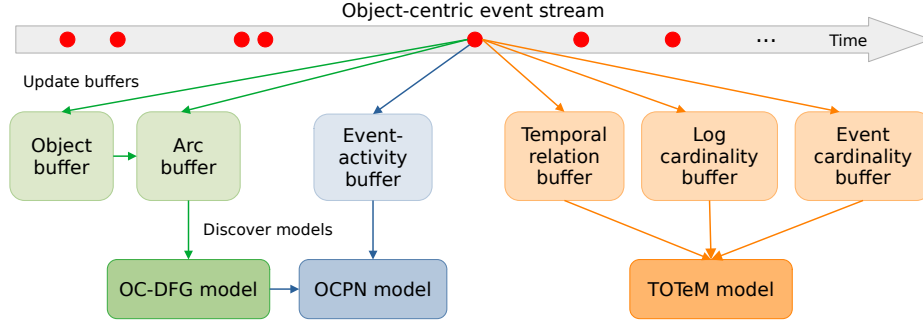 Object-centric event stream
... Time
Update buffers
Object
buffer
Arc
buffer
Event-
activity
buffer
Temporal
relation
buffer
Log
cardinality
buffer
Event
cardinality
buffer
Discover models
OC-DFG model
OCPN model
TOTeM model